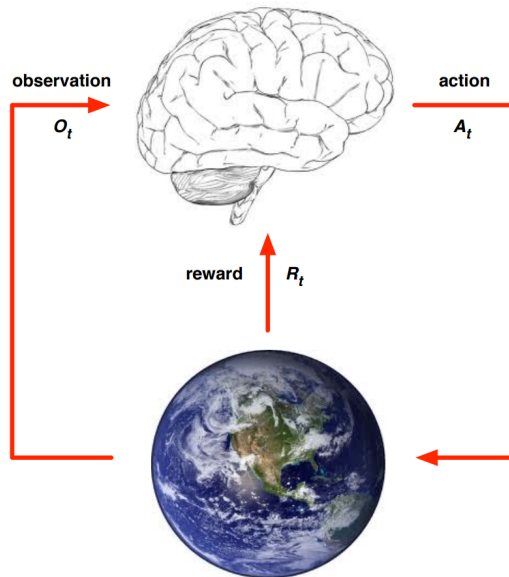 observation
O_t
action
A_t
reward R_t